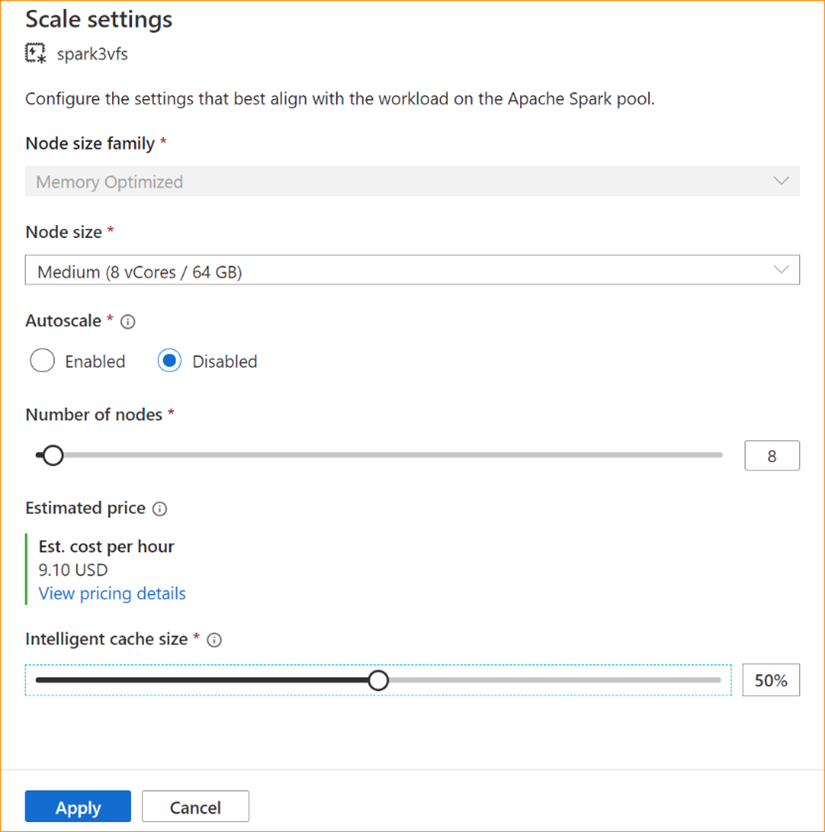 Scale settings
spark3vfs
Configure the settings that best align with the workload on the Apache Spark pool.
Node size family *
Memory Optimized
Node size *
Medium (8 vCores / 64 GB)
Autoscale *
Enabled Disabled
Number of nodes *
8
Estimated price
Est. cost per hour
9.10 USD
View pricing details
Intelligent cache size *
50%
Apply Cancel